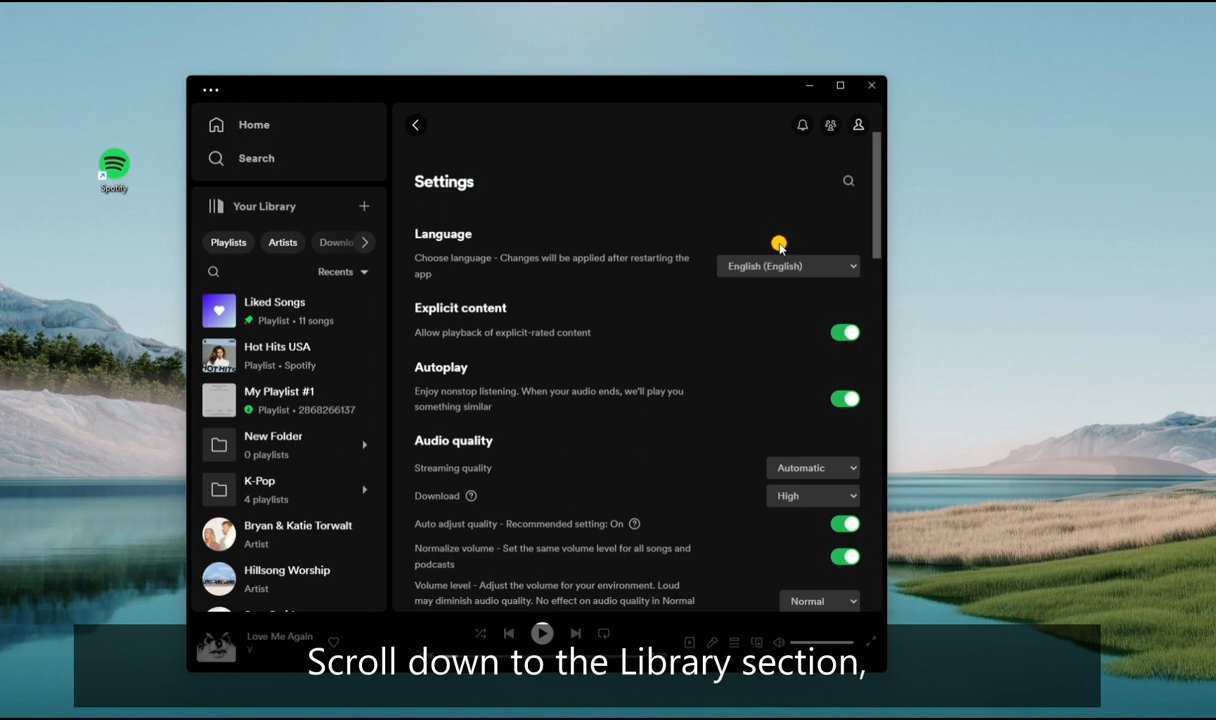 Spotify
Home
Search
Your Library
Playlists
Artists
Recents
Liked Songs
Playlist • 11 songs
Hot Hits USA
Playlist • Spotify
My Playlist #1
Playlist • 2868266137
New Folder
0 playlists
K-Pop
4 playlists
Bryan & Katie Torwalt
Artist
Hillsong Worship
Artist
Love Me Again
V
Settings
Language
Choose language - Changes will be applied after restarting the
app
English (English)
Explicit content
Allow playback of explicit-rated content
Autoplay
Enjoy nonstop listening. When your audio ends, we'll play you
something similar
Audio quality
Streaming quality
Automatic
Download
High
Auto adjust quality - Recommended setting: On
Normalize volume - Set the same volume level for all songs and
podcasts
Volume level - Adjust the volume for your environment. Loud
may diminish audio quality. No effect on audio quality in Normal
Normal
Scroll down to the Library section,